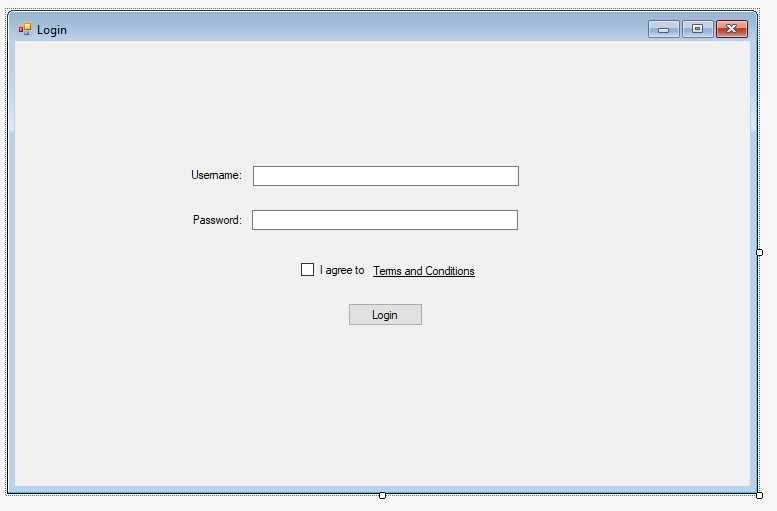 Login
Username:
Password:
I agree to Terms and Conditions
Login